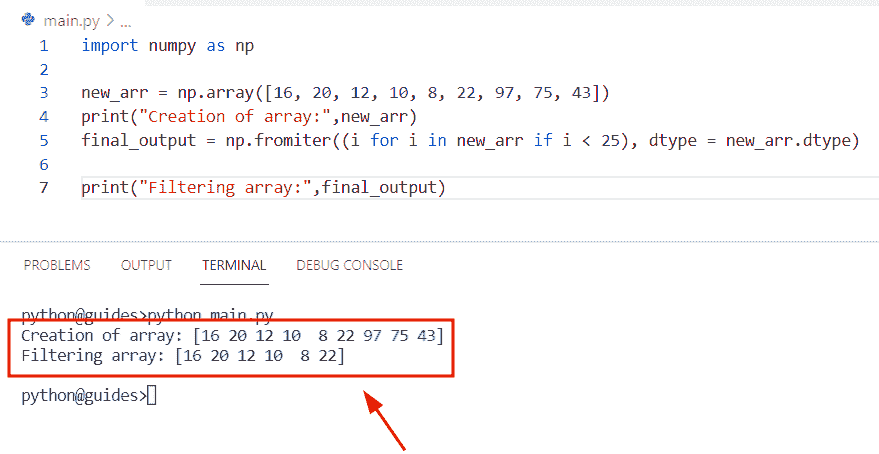 main.py > ...
1 import numpy as np
2
3 new_arr = np.array([16, 20, 12, 10, 8, 22, 97, 75, 43])
4 print("Creation of array:",new_arr)
5 final_output = np.fromiter((i for i in new_arr if i < 25), dtype = new_arr.dtype)
6
7 print("Filtering array:",final_output)
PROBLEMS OUTPUT TERMINAL DEBUG CONSOLE
python@guides>python main.py
Creation of array: [16 20 12 10  8 22 97 75 43]
Filtering array: [16 20 12 10  8 22]
python@guides>